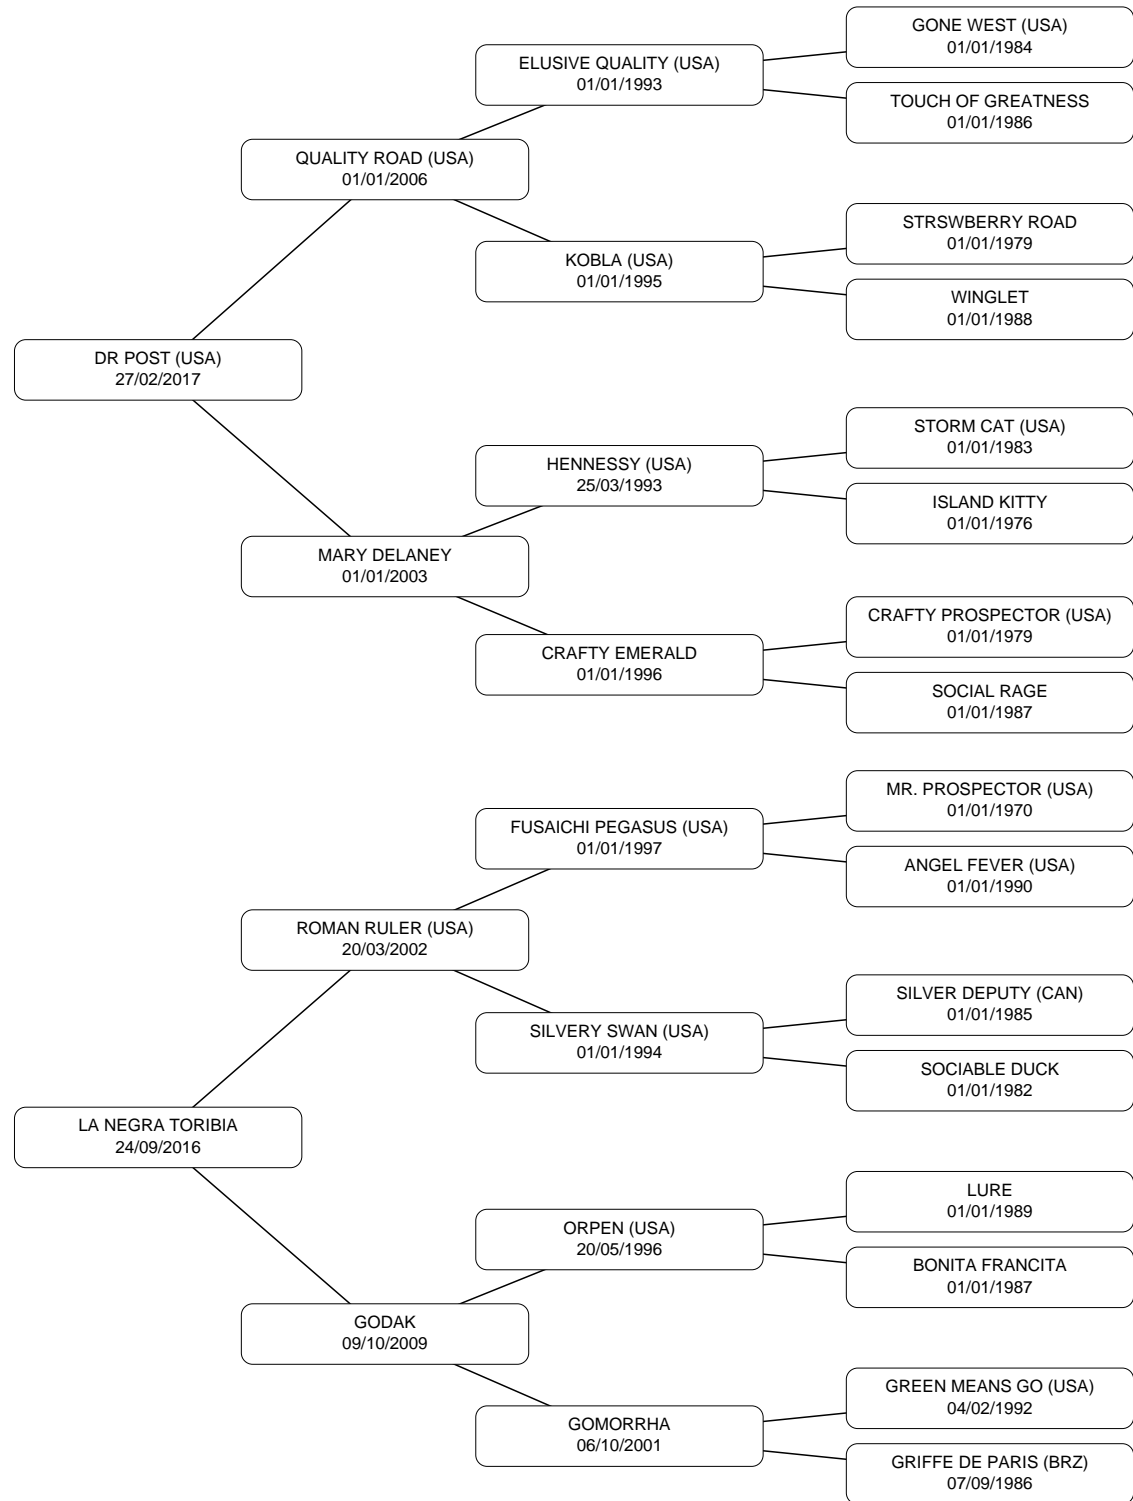 GONE WEST (USA)
01/01/1984
ELUSIVE QUALITY (USA)
01/01/1993
TOUCH OF GREATNESS
01/01/1986
QUALITY ROAD (USA)
01/01/2006
STRSWBERRY ROAD
01/01/1979
KOBLA (USA)
01/01/1995
WINGLET
01/01/1988
DR POST (USA)
27/02/2017
STORM CAT (USA)
01/01/1983
HENNESSY (USA)
25/03/1993
ISLAND KITTY
01/01/1976
MARY DELANEY
01/01/2003
CRAFTY PROSPECTOR (USA)
01/01/1979
CRAFTY EMERALD
01/01/1996
SOCIAL RAGE
01/01/1987
MR. PROSPECTOR (USA)
01/01/1970
FUSAICHI PEGASUS (USA)
01/01/1997
ANGEL FEVER (USA)
01/01/1990
ROMAN RULER (USA)
20/03/2002
SILVER DEPUTY (CAN)
01/01/1985
SILVERY SWAN (USA)
01/01/1994
SOCIABLE DUCK
01/01/1982
LA NEGRA TORIBIA
24/09/2016
LURE
01/01/1989
ORPEN (USA)
20/05/1996
BONITA FRANCITA
01/01/1987
GODAK
09/10/2009
GREEN MEANS GO (USA)
04/02/1992
GOMORRHA
06/10/2001
GRIFFE DE PARIS (BRZ)
07/09/1986